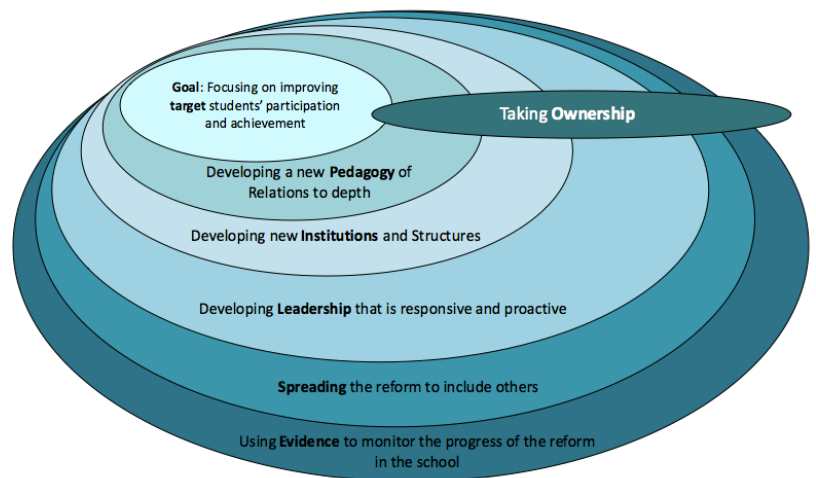 Goal: Focusing on improving
target students' participation
and achievement
Taking Ownership
Developing a new Pedagogy of
Relations to depth
Developing new Institutions and Structures
Developing Leadership that is responsive and proactive
Spreading the reform to include others
Using Evidence to monitor the progress of the reform
in the school